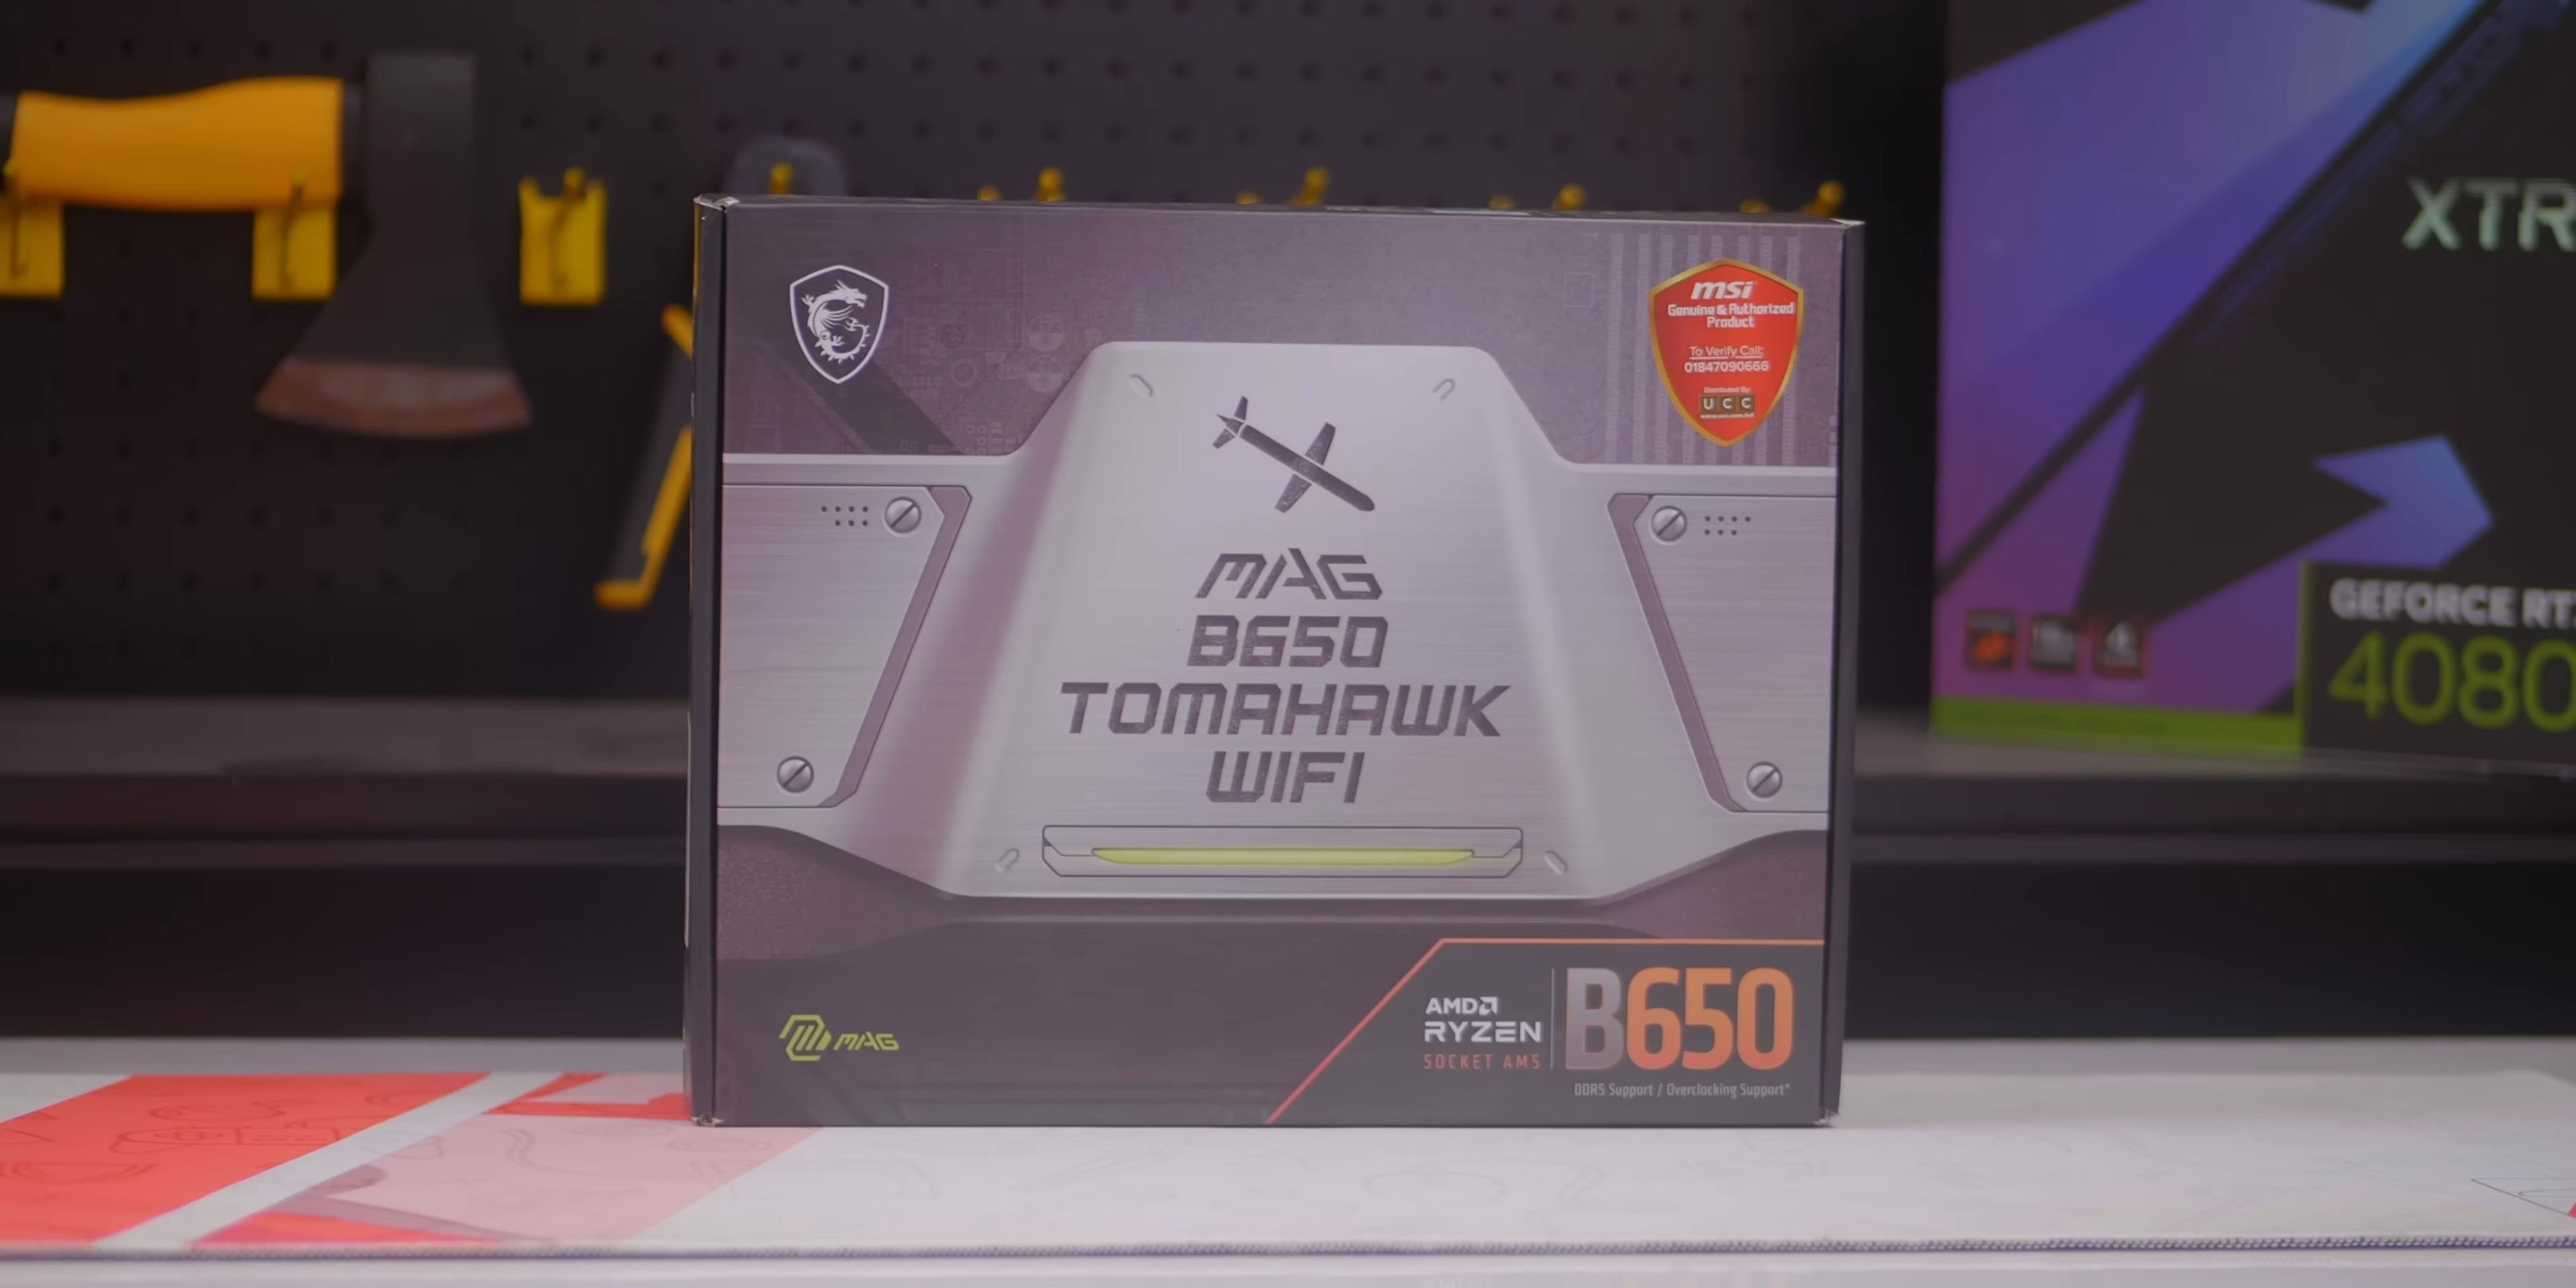 msi
Genuine & Authorized
Product
To Verify Call:
01847090666
Distributed By:
UCC
MAG
B650
TOMAHAWK
WIFI
MAG
AMD
RYZEN
SOCKET AM5
B650
DDR5 Support / Overclocking Support*
XTR
GEFORCE RT
4080